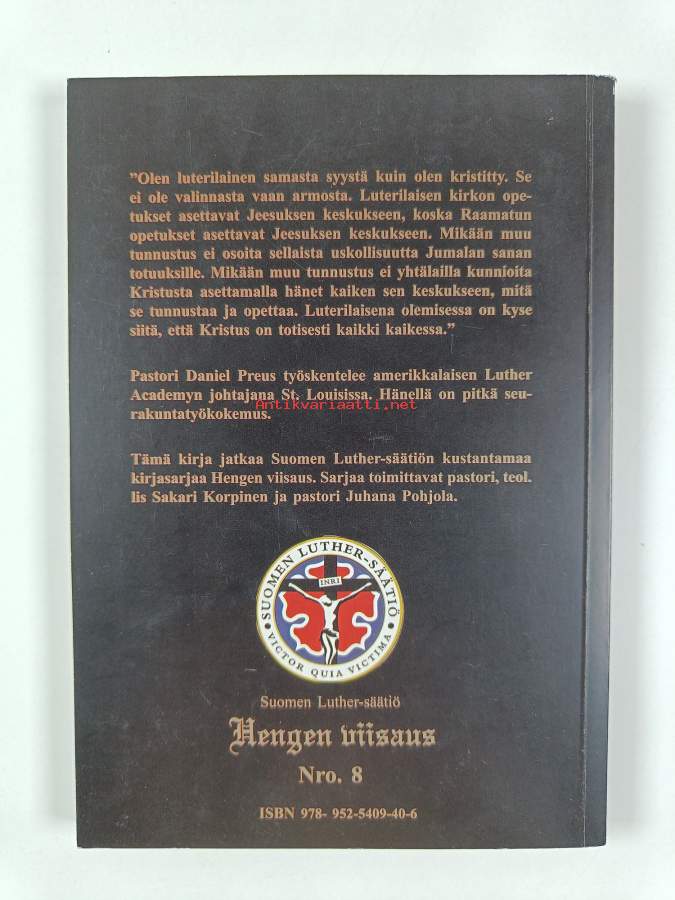 ”Olen luterilainen samasta syystä kuin olen kristitty. Se
ei ole valinnasta vaan armosta. Luterilaisen kirkon ope-
tukset asettavat Jeesuksen keskukseen, koska Raamatun
opetukset asettavat Jeesuksen keskukseen. Mikään muu
tunnustus ei osoita sellaista uskollisuutta Jumalan sanan
totuuksille. Mikään muu tunnustus ei yhtälailla kunnioita
Kristusta asettamalla hänet kaiken sen keskukseen, mitä
se tunnustaa ja opettaa. Luterilaisena olemisessa on kyse
siitä, että Kristus on totisesti kaikki kaikessa.”
Pastori Daniel Preus työskentelee amerikkalaisen Luther
Academyn johtajana St. Louisissa. Hänellä on pitkä seu-
Antikvariaatti.net
rakuntatyökokemus.
Tämä kirja jatkaa Suomen Luther-säätiön kustantamaa
kirjasarjaa Hengen viisaus. Sarjaa toimittavat pastori, teol.
lis Sakari Korpinen ja pastori Juhana Pohjola.
SUOMEN LUTHER-SÄÄTIÖ
INRI
VICTOR QUIA VICTIMA
Suomen Luther-säätiö
Hengen viisaus
Nro. 8
ISBN 978- 952-5409-40-6